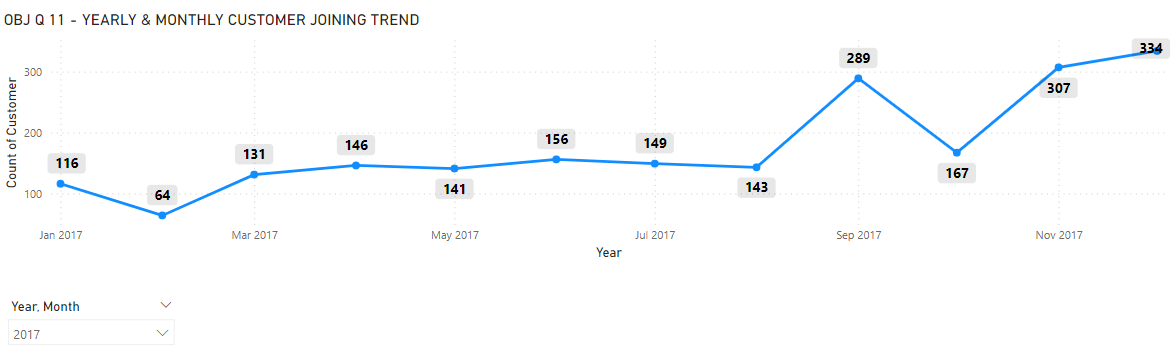 OBJ Q 11 - YEARLY & MONTHLY CUSTOMER JOINING TREND
Count of Customer
300
200
100
116
64
131
146
141
156
149
143
289
167
307
334
Jan 2017
Mar 2017
May 2017
Jul 2017
Sep 2017
Nov 2017
Year
Year, Month
2017